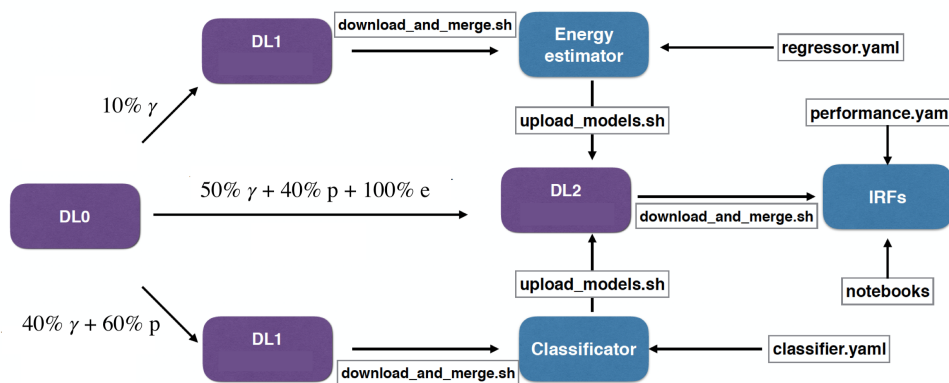 download_and_merge.sh
DL1
Energy
estimator
regressor.yaml
10% γ
upload_models.sh
performance.yam
50% γ + 40% p + 100% e
DL0
DL2
IRFs
download_and_merge.sh
upload_models.sh
notebooks
40% γ + 60% p
DL1
Classificator
classifier.yaml
download_and_merge.sh